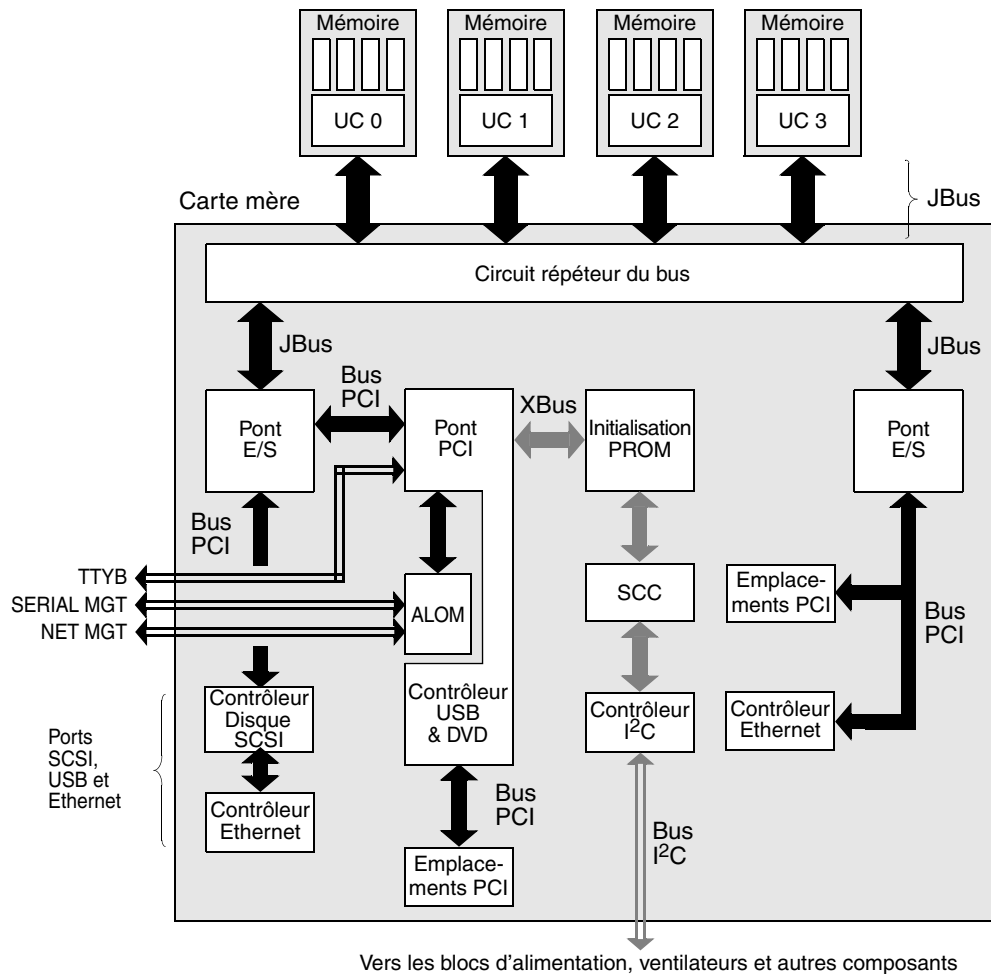 Mémoire
Mémoire
Mémoire
Mémoire
UC 0
UC 1
UC 2
UC 3
Carte mère
JBus
Circuit répéteur du bus
JBus
JBus
Bus
PCI
XBus
Pont
E/S
Pont
PCI
Initialisation
PROM
Pont
E/S
Bus
PCI
TTYB
SERIAL MGT
NET MGT
ALOM
SCC
Emplace-
ments PCI
Bus
PCI
Contrôleur
Disque
SCSI
Contrôleur
USB
& DVD
Contrôleur
I²C
Contrôleur
Ethernet
Ports
SCSI,
USB et
Ethernet
Contrôleur
Ethernet
Bus
PCI
Bus
I²C
Emplace-
ments PCI
Vers les blocs d'alimentation, ventilateurs et autres composants